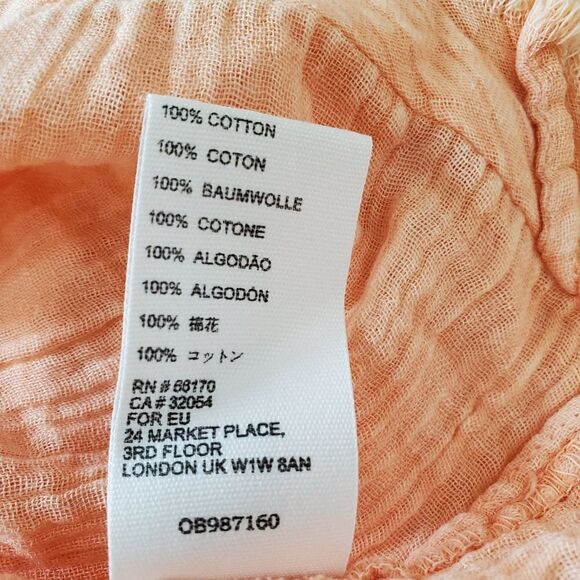 100% COTTON
100% COTON
100% BAUMWOLLE
100% COTONE
100% ALGODÃO
100% ALGODÓN
100% 棉花
100% コットン
RN # 66170
CA # 32054
FOR EU
24 MARKET PLACE,
3RD FLOOR
LONDON UK W1W 8AN
OB987160